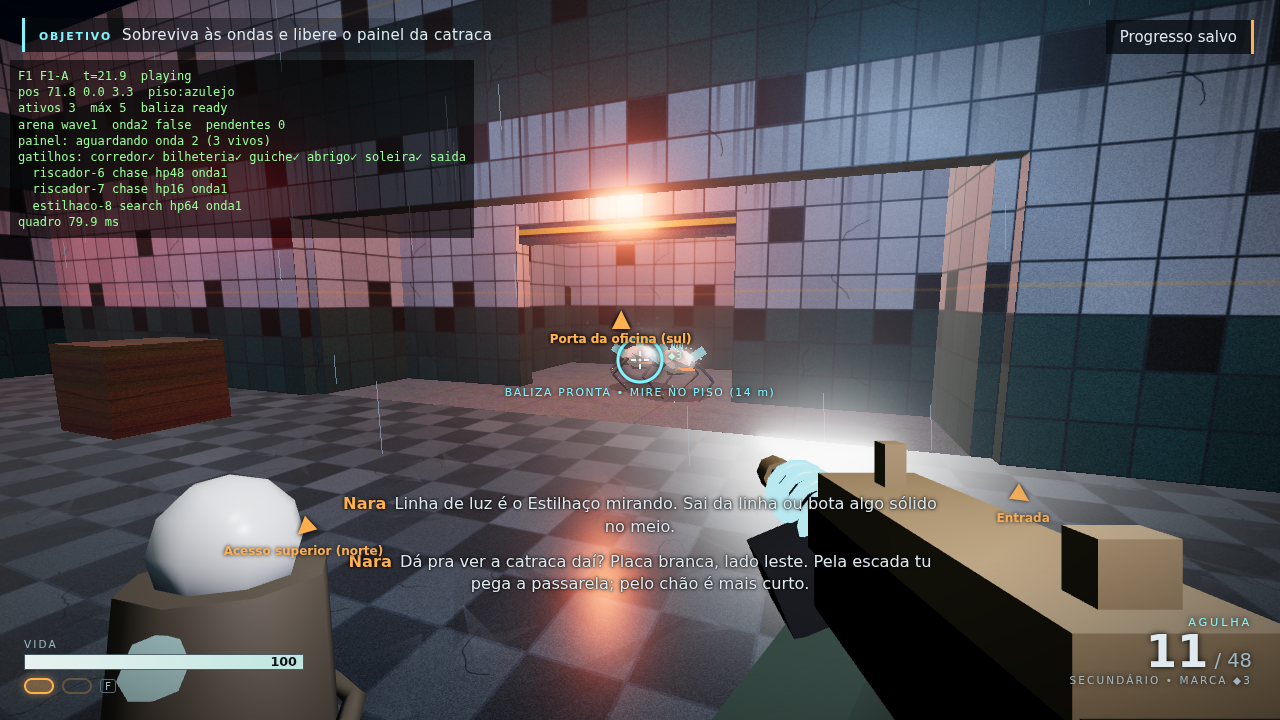 OBJETIVO Sobreviva às ondas e libere o painel da catraca
Progresso salvo
F1 F1-A t=21.9 playing
pos 71.8 0.0 3.3 piso:azulejo
ativos 3 máx 5 baliza ready
arena wave1 onda2 false pendentes 0
painel: aguardando onda 2 (3 vivos)
gatilhos: corredor✓ bilheteria✓ guiche✓ abrigo✓ soleira✓ saida
riscador-6 chase hp48 onda1
riscador-7 chase hp16 onda1
estilhaco-8 search hp64 onda1
quadro 79.9 ms
Porta da oficina (sul)
◆3
BALIZA PRONTA • MIRE NO PISO (14 m)
Nara Linha de luz é o Estilhaço mirando. Sai da linha ou bota algo sólido
no meio.
Entrada
Acesso superior (norte)
Nara Dá pra ver a catraca daí? Placa branca, lado leste. Pela escada tu
pega a passarela; pelo chão é mais curto.
VIDA
100
F
AGULHA
11 / 48
SECUNDÁRIO • MARCA ◆3